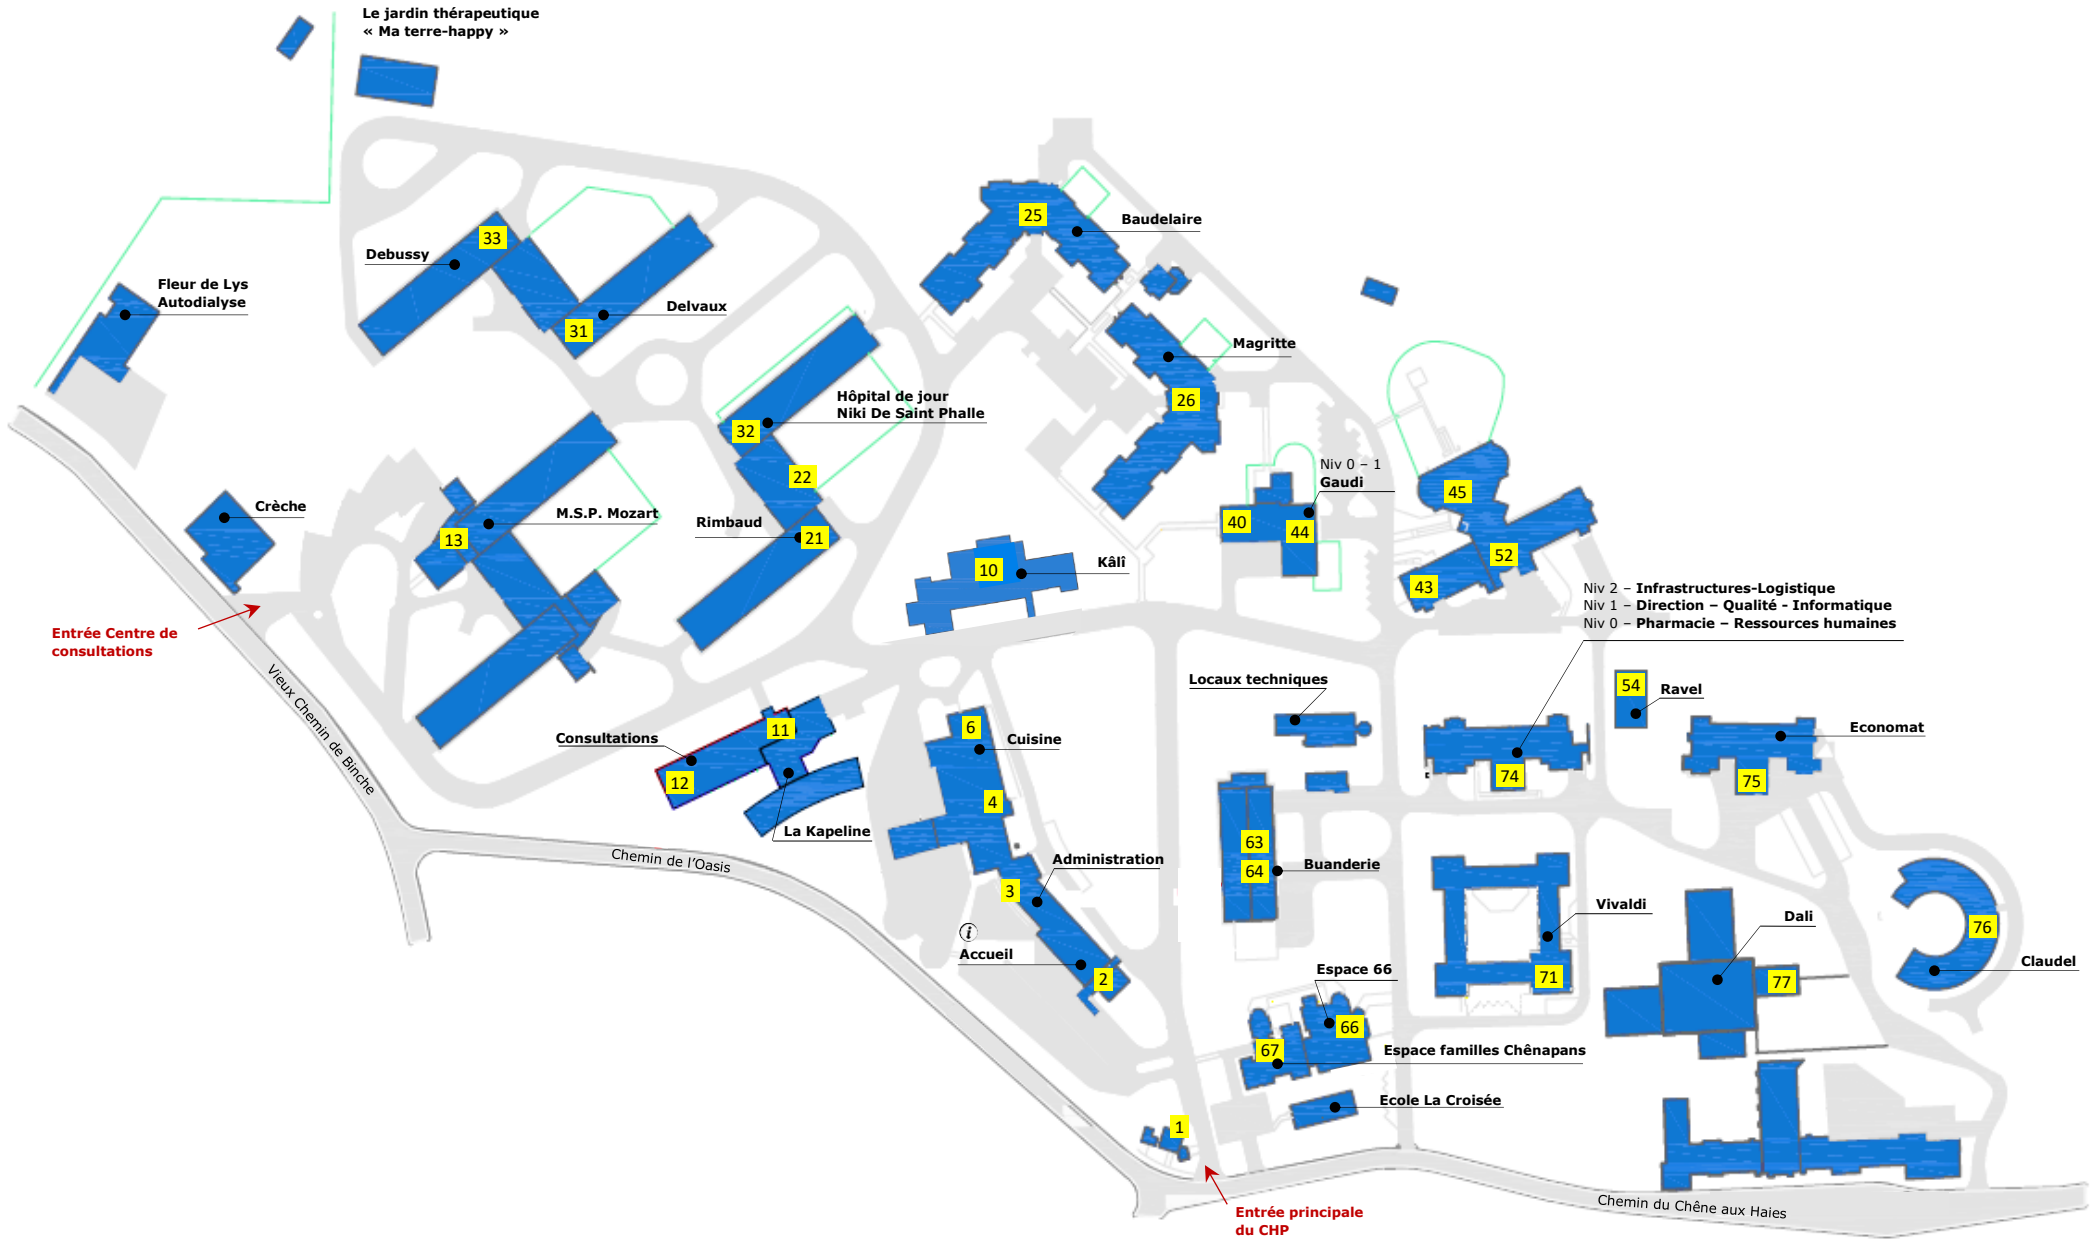 Le jardin thérapeutique
« Ma terre-happy »
33
Debussy
31
Delvaux
25
Baudelaire
Fleur de Lys
Autodialyse
Magritte
26
Hôpital de jour
Niki De Saint Phalle
32
22
Niv 0 – 1
Gaudi
40
44
45
52
43
Crèche
M.S.P. Mozart
13
Rimbaud
21
10
Kâlî
Niv 2 – Infrastructures-Logistique
Niv 1 – Direction – Qualité - Informatique
Niv 0 – Pharmacie – Ressources humaines
Entrée Centre de
consultations
Vieux Chemin de Binche
Locaux techniques
54
Ravel
Consultations
11
12
6
Cuisine
4
74
Economat
75
La Kapeline
Chemin de l'Oasis
63
64
Buanderie
Administration
3
i
Accueil
2
Vivaldi
71
Dali
77
76
Claudel
Espace 66
66
67
Espace familles Chênapans
Ecole La Croisée
1
Entrée principale
du CHP
Chemin du Chêne aux Haies